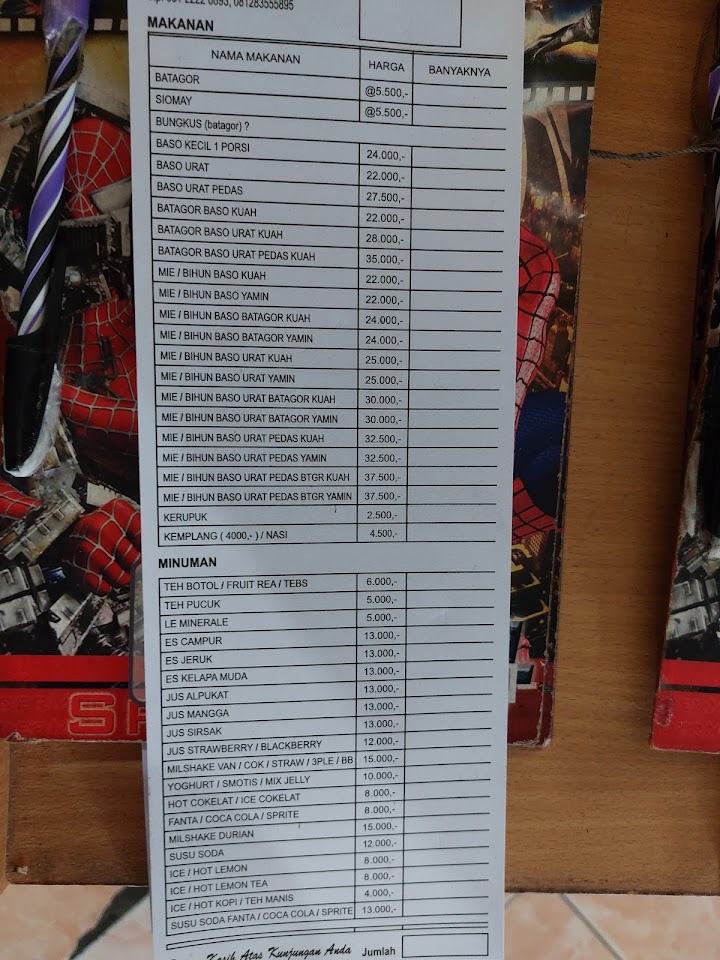 081283555895
MAKANAN
NAMA MAKANAN HARGA BANYAKNYA
BATAGOR @5.500,-
SIOMAY @5.500,-
BUNGKUS (batagor) ?
BASO KECIL 1 PORSI 24.000,-
BASO URAT 22.000,-
BASO URAT PEDAS 27.500,-
BATAGOR BASO KUAH 22.000,-
BATAGOR BASO URAT KUAH 28.000,-
BATAGOR BASO URAT PEDAS KUAH 35.000,-
MIE / BIHUN BASO KUAH 22.000,-
MIE / BIHUN BASO YAMIN 22.000,-
MIE / BIHUN BASO BATAGOR KUAH 24.000,-
MIE / BIHUN BASO BATAGOR YAMIN 24.000,-
MIE / BIHUN BASO URAT KUAH 25.000,-
MIE / BIHUN BASO URAT YAMIN 25.000,-
MIE / BIHUN BASO URAT BATAGOR KUAH 30.000,-
MIE / BIHUN BASO URAT BATAGOR YAMIN 30.000,-
MIE / BIHUN BASO URAT PEDAS KUAH 32.500,-
MIE / BIHUN BASO URAT PEDAS YAMIN 32.500,-
MIE / BIHUN BASO URAT PEDAS BTGR KUAH 37.500,-
MIE / BIHUN BASO URAT PEDAS BTGR YAMIN 37.500,-
KERUPUK 2.500,-
KEMPLANG ( 4000,- ) / NASI 4.500,-
MINUMAN
TEH BOTOL / FRUIT REA / TEBS 6.000,-
TEH PUCUK 5.000,-
LE MINERALE 5.000,-
ES CAMPUR 13.000,-
ES JERUK 13.000,-
ES KELAPA MUDA 13.000,-
JUS ALPUKAT 13.000,-
JUS MANGGA 13.000,-
JUS SIRSAK 13.000,-
JUS STRAWBERRY / BLACKBERRY 12.000,-
MILSHAKE VAN / COK / STRAW / 3PLE / BB 15.000,-
YOGHURT / SMOTIS / MIX JELLY 10.000,-
HOT COKELAT / ICE COKELAT 8.000,-
FANTA / COCA COLA / SPRITE 8.000,-
MILSHAKE DURIAN 15.000,-
SUSU SODA 12.000,-
ICE / HOT LEMON 8.000,-
ICE / HOT LEMON TEA 8.000,-
ICE / HOT KOPI / TEH MANIS 4.000,-
SUSU SODA FANTA / COCA COLA / SPRITE 13.000,-
Kasih Atas Kunjungan Anda Jumlah